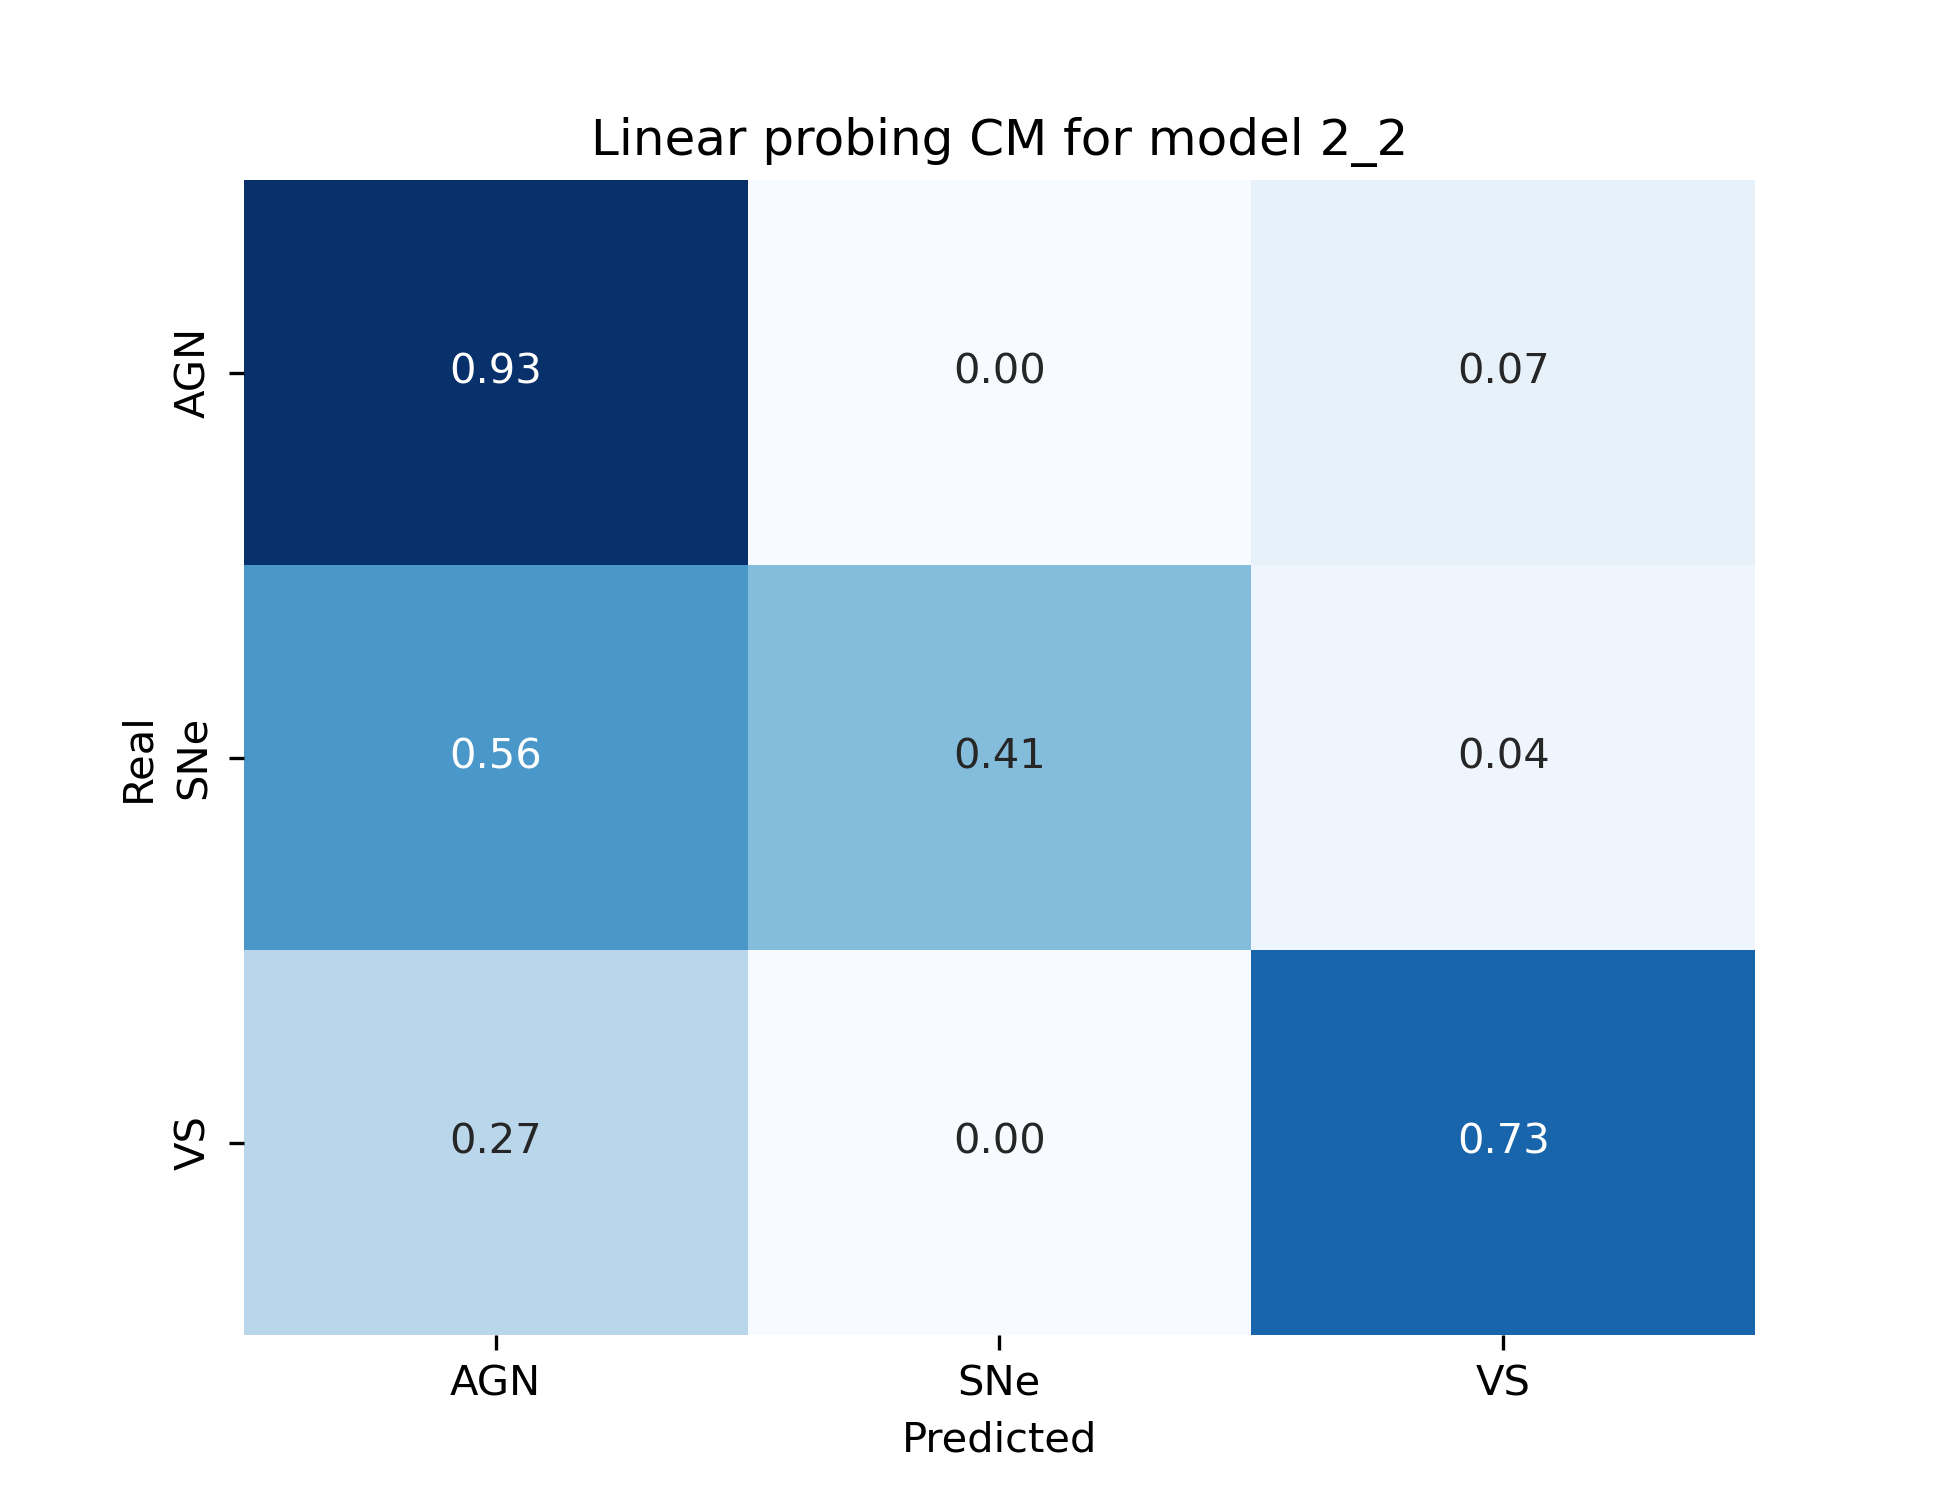 Linear probing CM for model 2_2
Real
AGN
0.93 0.00 0.07
SNe
0.56 0.41 0.04
VS
0.27 0.00 0.73
AGN SNe VS
Predicted